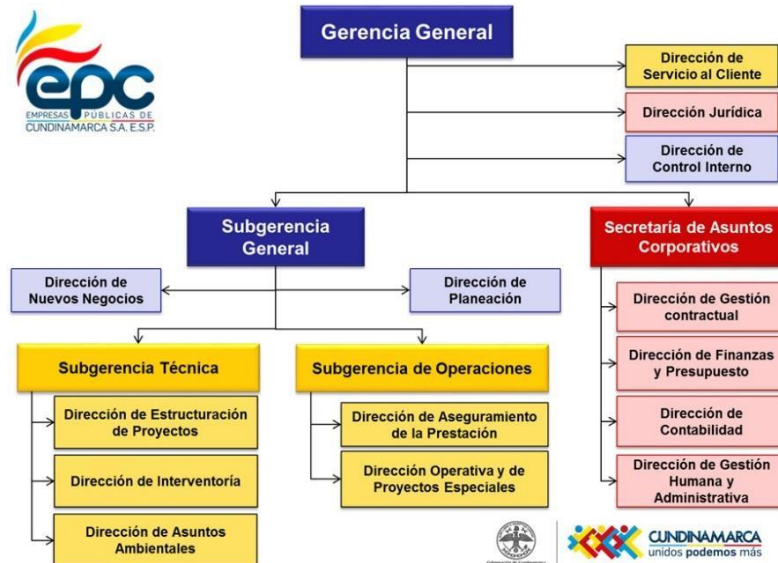 Gerencia General
epc
EMPRESAS PÚBLICAS DE
CUNDINAMARCA S.A. E.S.P.
Dirección de
Servicio al Cliente
Dirección Jurídica
Dirección de
Control Interno
Subgerencia
General
Secretaría de Asuntos
Corporativos
Dirección de
Nuevos Negocios
Dirección de
Planeación
Dirección de Gestión
contractual
Dirección de Finanzas
y Presupuesto
Dirección de
Contabilidad
Dirección de Gestión
Humana y
Administrativa
Subgerencia Técnica
Dirección de Estructuración
de Proyectos
Dirección de Interventoría
Dirección de Asuntos
Ambientales
Subgerencia de Operaciones
Dirección de Aseguramiento
de la Prestación
Dirección Operativa y de
Proyectos Especiales
CUNDINAMARCA
unidos podemos más